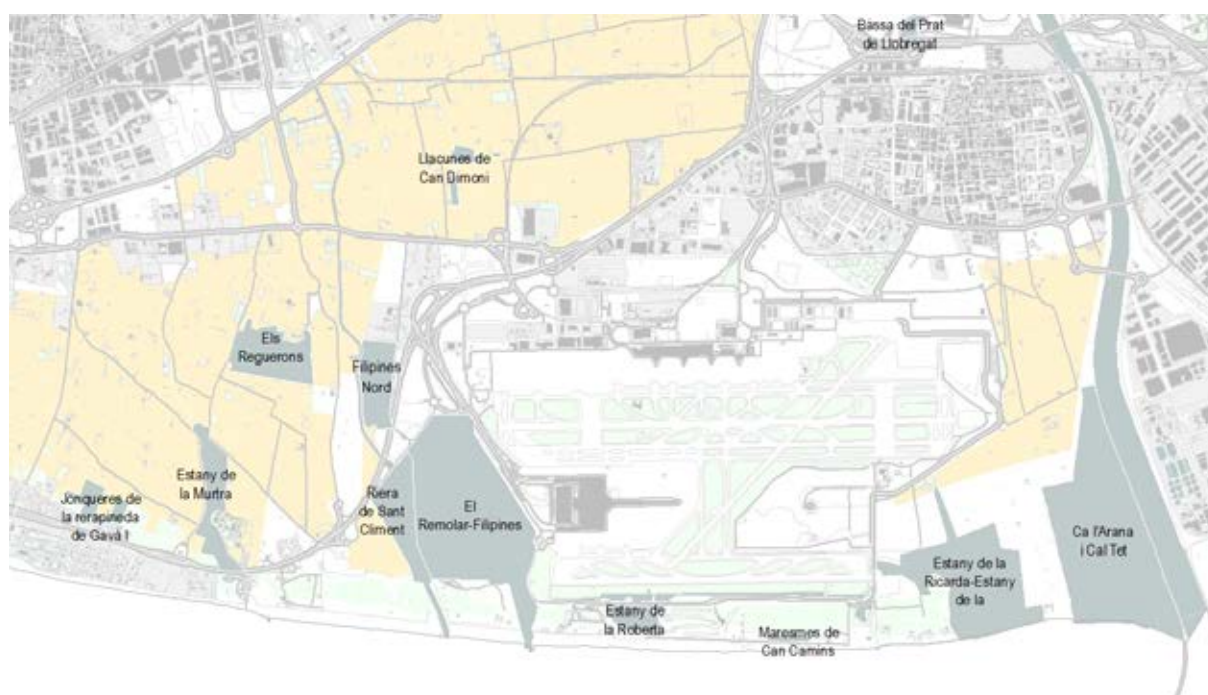 Bassa del Prat
de Llobregat
Llacunes de
Can Dimoni
Els
Reguerons
Filipines
Nord
Estany de
la Murtra
Jonqueres de
la rerapineda
de Gavà I
Riera
de Sant
Climent
El
Remolar-Filipines
Estany de
la Roberta
Maresmes de
Can Camins
Estany de la
Ricarda-Estany
de la
Ca l'Arana
i Cal Tet